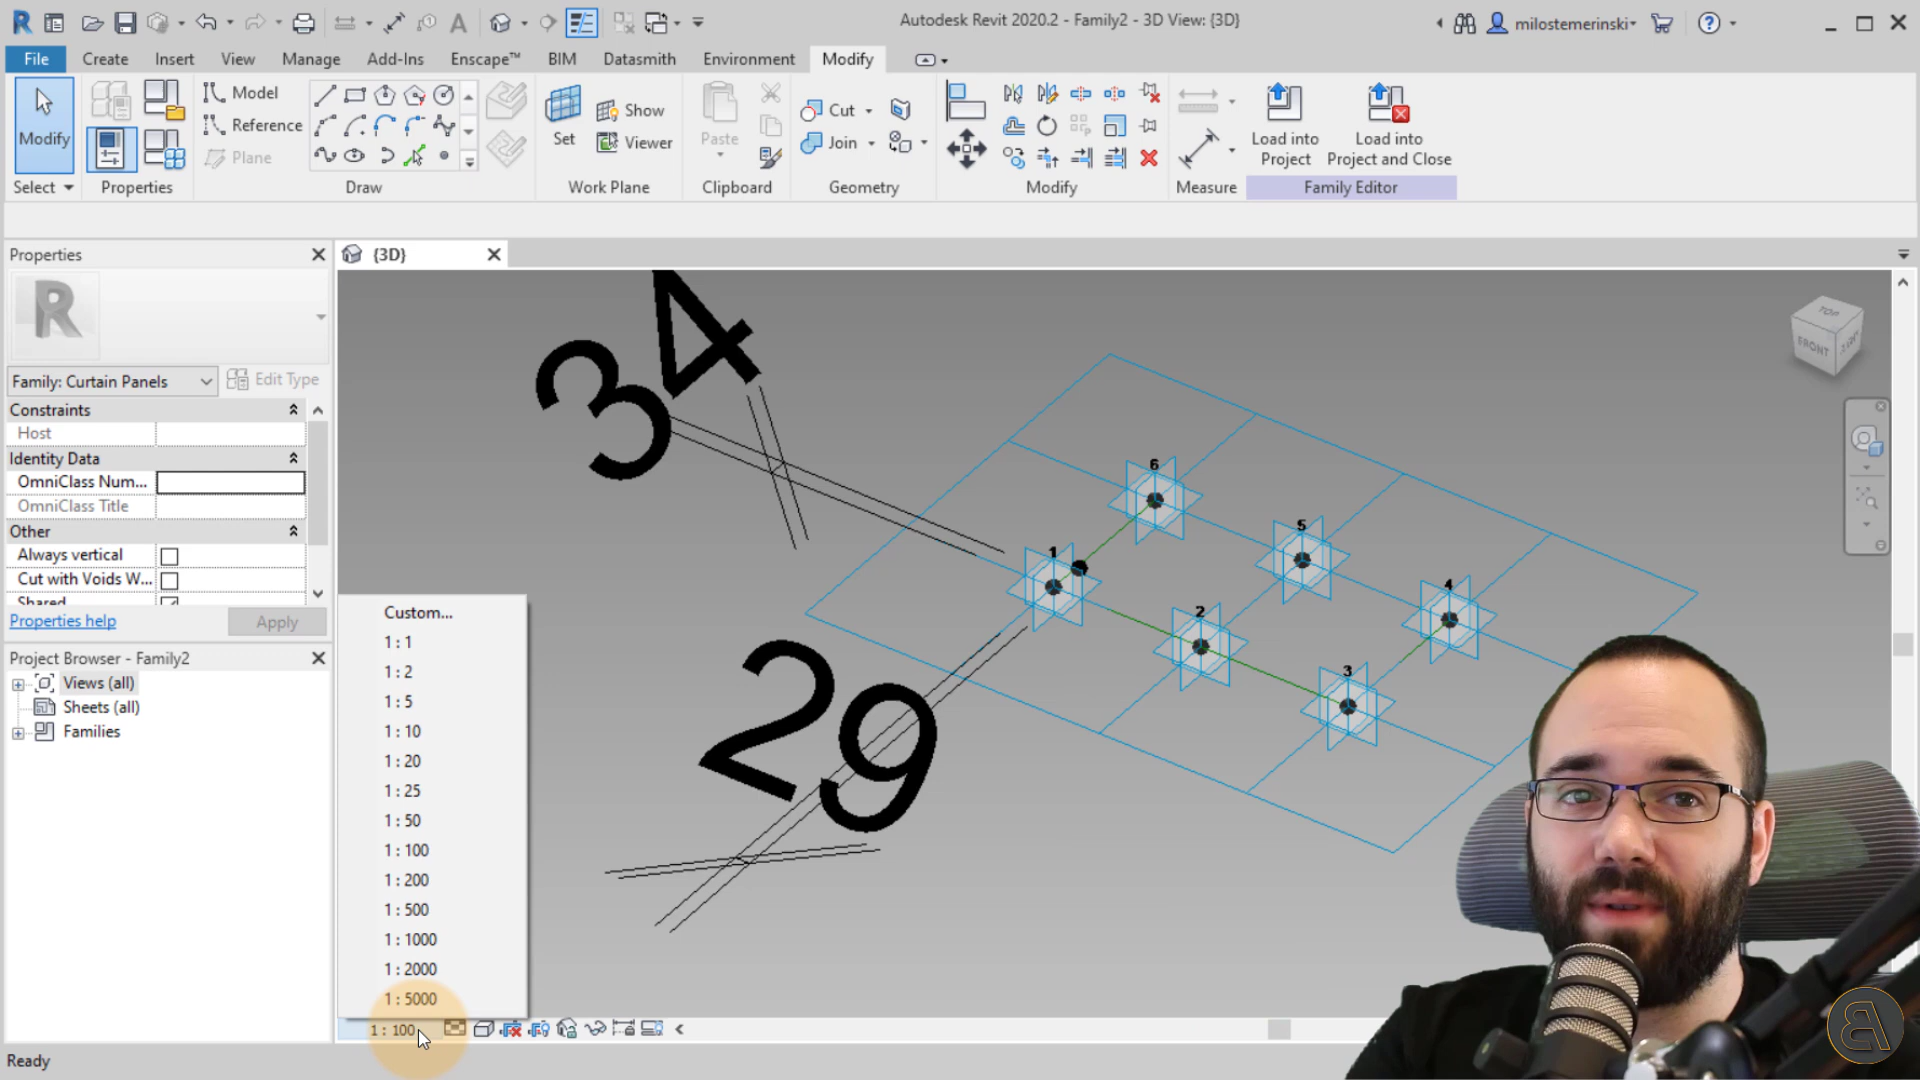 Autodesk Revit 2020.2 - Family2 - 3D View: {3D}
milostemerinski
File
Create
Insert
View
Manage
Add-Ins
Enscape™
BIM
Datasmith
Environment
Modify
Modify
Model
Reference
Plane
Set
Show
Viewer
Paste
Cut
Join
Load into
Project
Load into
Project and Close
Select
Properties
Draw
Work Plane
Clipboard
Geometry
Modify
Measure
Family Editor
Properties
{3D}
R
Family: Curtain Panels
Edit Type
Constraints
Host
Identity Data
OmniClass Num...
OmniClass Title
Other
Always vertical
Cut with Voids W...
Shared
Properties help
Apply
Project Browser - Family2
Views (all)
Sheets (all)
Families
34
29
1
2
3
4
5
6
TOP
FRONT
Custom...
1 : 1
1 : 2
1 : 5
1 : 10
1 : 20
1 : 25
1 : 50
1 : 100
1 : 200
1 : 500
1 : 1000
1 : 2000
1 : 5000
1 : 100
Ready